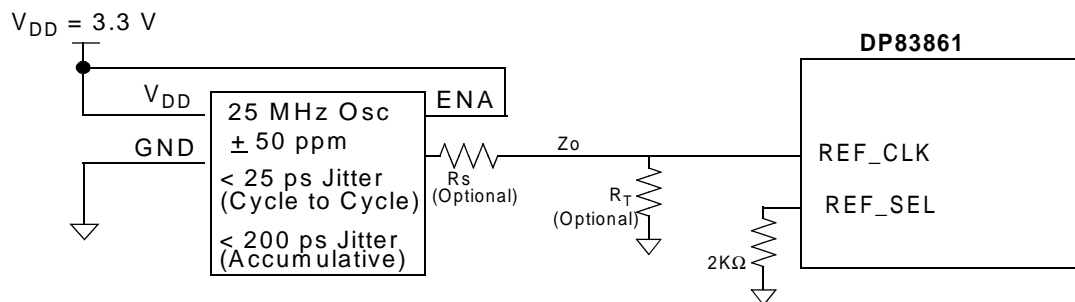 V_DD = 3.3 V
DP83861
V_DD
ENA
25 MHz Osc
± 50 ppm
GND
< 25 ps Jitter
(Cycle to Cycle)
< 200 ps Jitter
(Accumulative)
Rs
(Optional)
Zo
R_T
(Optional)
REF_CLK
REF_SEL
2KΩ